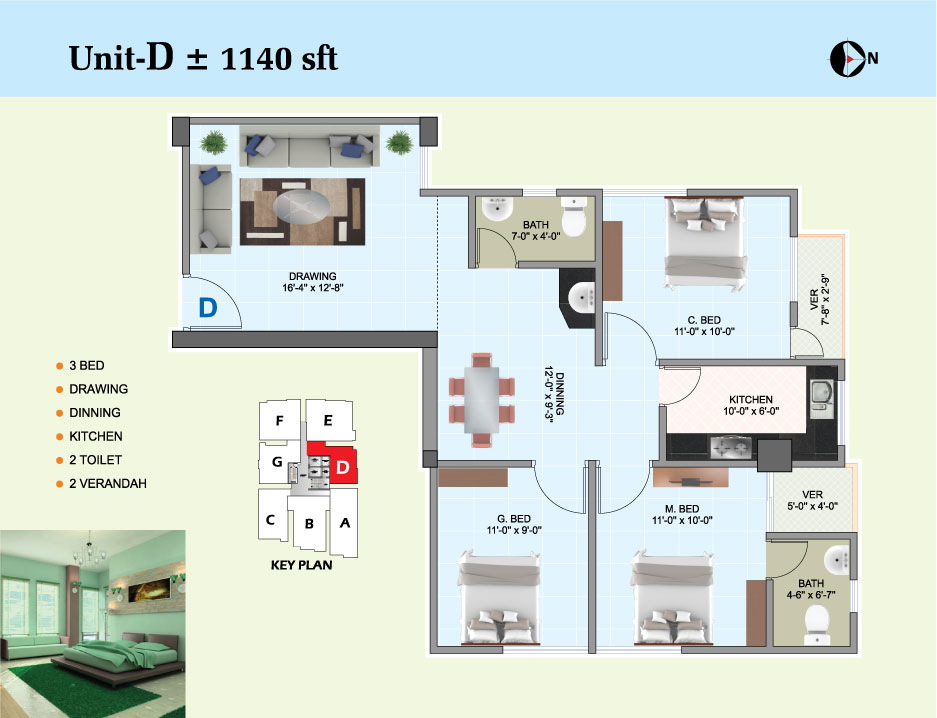 Unit-D ± 1140 sft
N
DRAWING
16'-4" x 12'-8"
D
BATH
7-0" x 4'-0"
C. BED
11'-0" x 10'-0"
VER
7'-8" x 2'-9"
DINNING
12'-0" x 9'-3"
KITCHEN
10'-0" x 6'-0"
G. BED
11'-0" x 9'-0"
M. BED
11'-0" x 10'-0"
VER
5'-0" x 4'-0"
BATH
4-6" x 6'-7"
3 BED
DRAWING
DINNING
KITCHEN
2 TOILET
2 VERANDAH
F
E
G
D
C
B
A
KEY PLAN